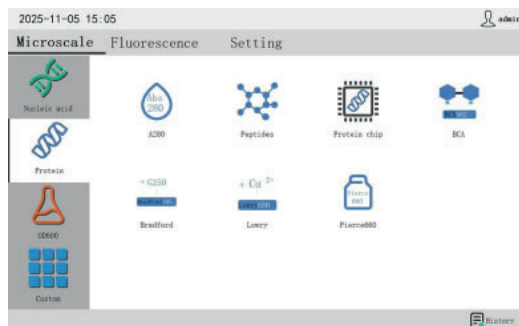 2025-11-05 15:05
admin
Microscale Fluorescence Setting
Nucleic acid
Protein
OD600
Custom
Abs
280
A280
Peptides
Protein chip
BCA
+ G250
Bradford
+ Cu 2+
Lowry
Pierce
660
Pierce660
History